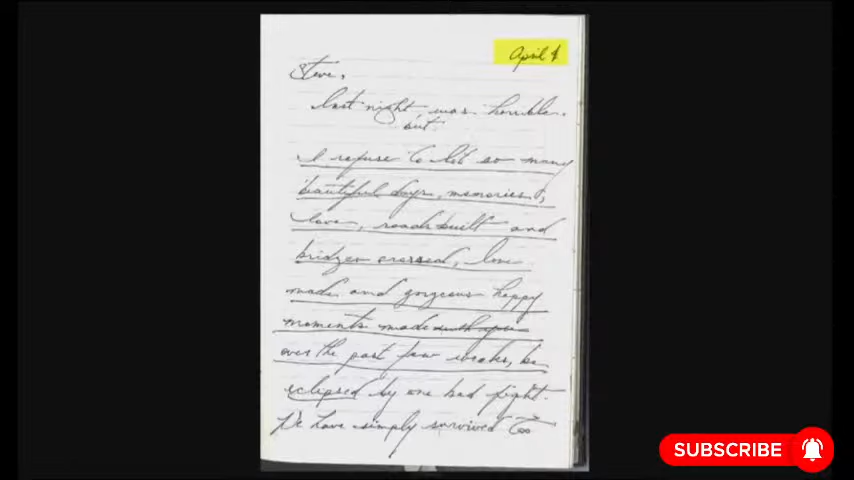 April 1
Steve,
last night was horrible.
but
I refuse to let so many
beautiful days, memories,
love, roads built and
bridges crossed, love
made and gorgeous happy
moments made with you
over the past few weeks, be
eclipsed by one bad fight.
We have simply survived too
SUBSCRIBE